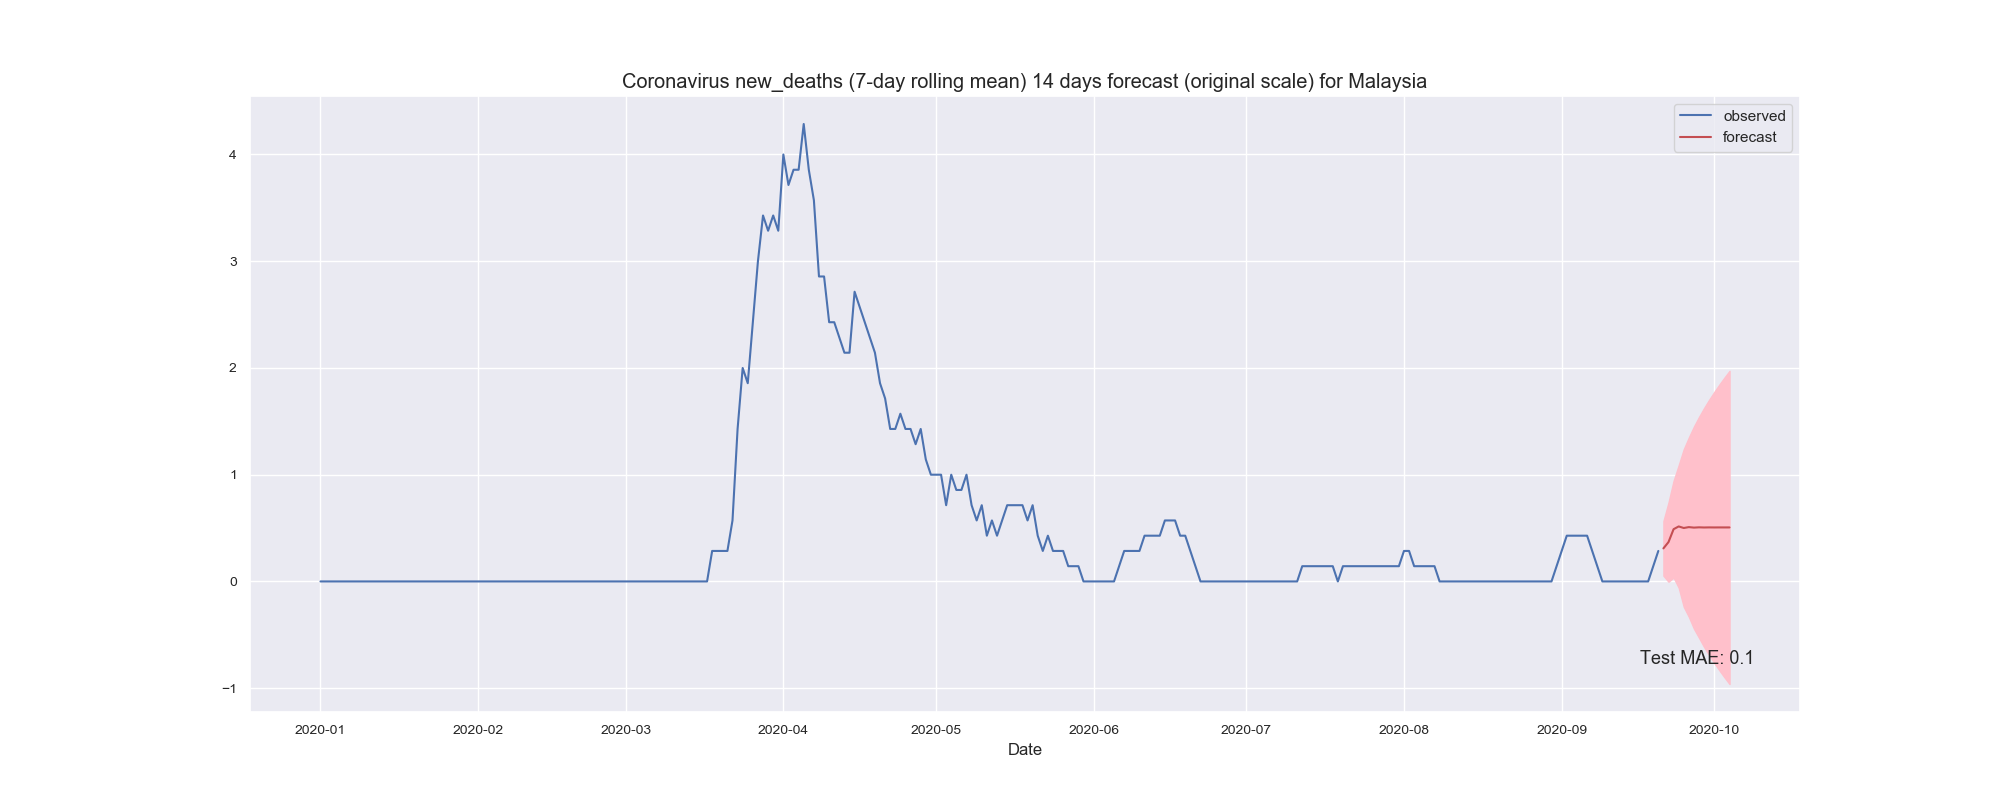 Coronavirus new_deaths (7-day rolling mean) 14 days forecast (original scale) for Malaysia
observed
forecast
4
3
2
1
0
−1
Test MAE: 0.1
2020-01 2020-02 2020-03 2020-04 2020-05 2020-06 2020-07 2020-08 2020-09 2020-10
Date